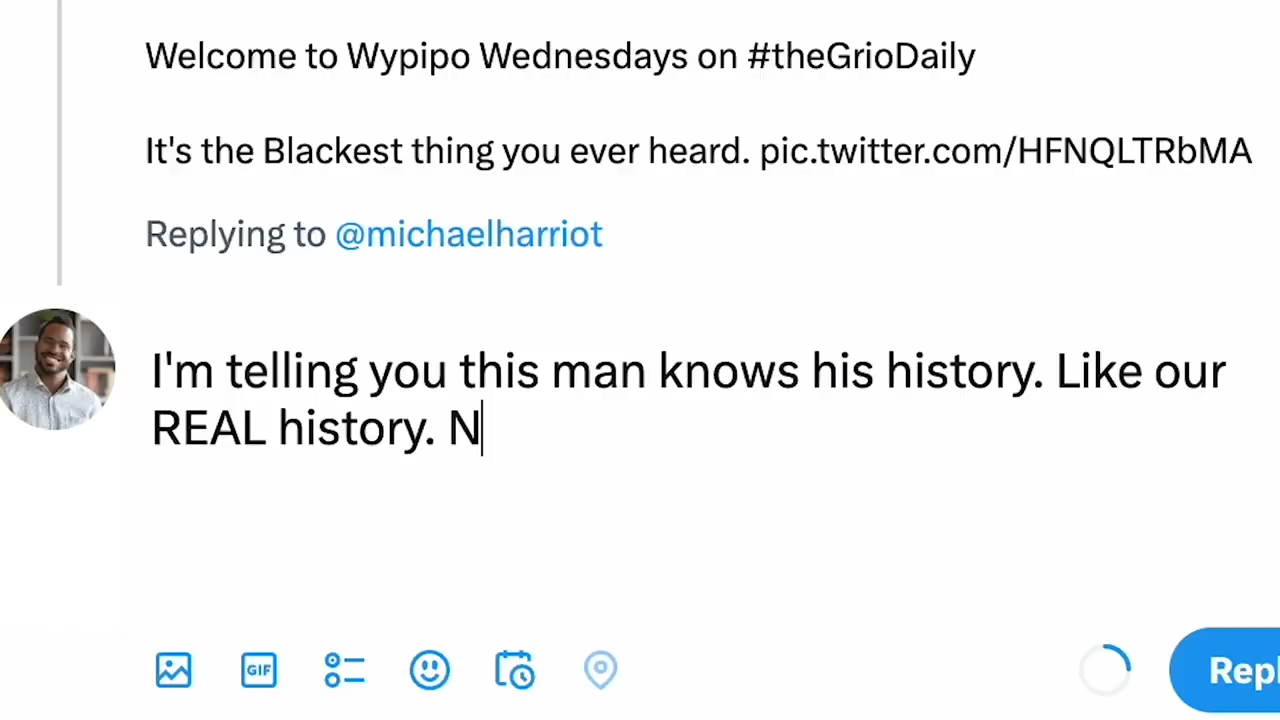 Welcome to Wypipo Wednesdays on #theGrioDaily
It's the Blackest thing you ever heard. pic.twitter.com/HFNQLTRbMA
Replying to @michaelharriot
I'm telling you this man knows his history. Like our
REAL history. N
GIF
Repl